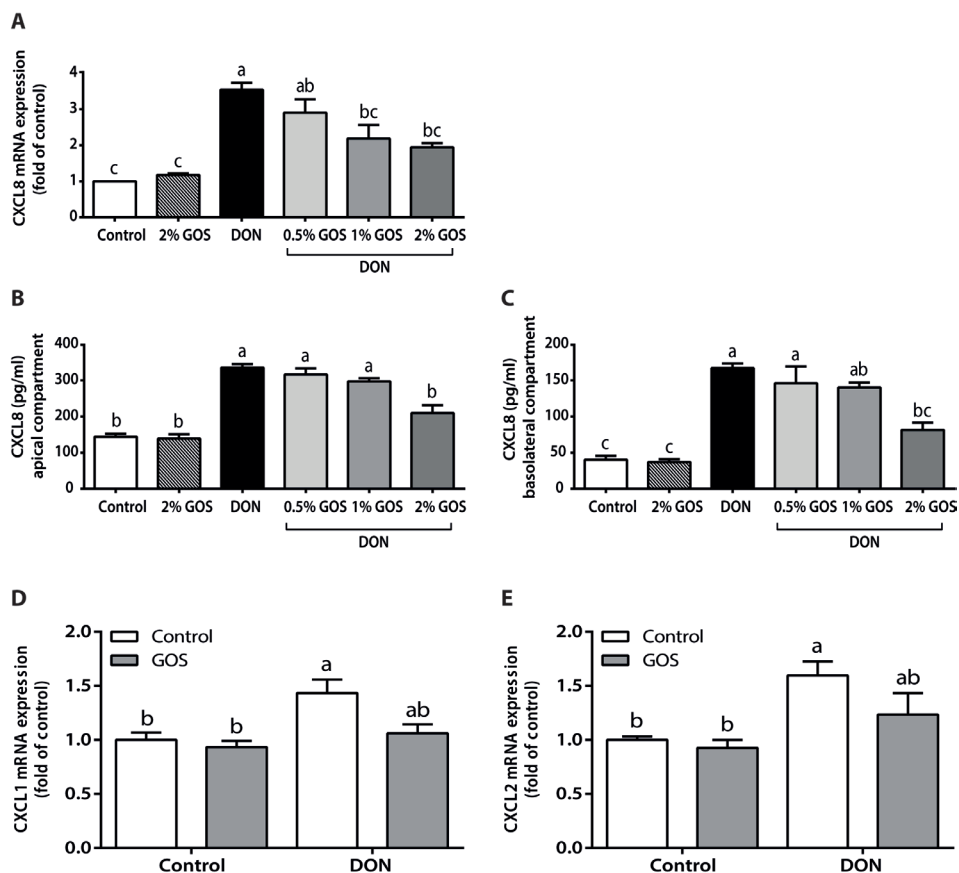 A
CXCL8 mRNA expression
(fold of control)
4
3
2
1
0
c
c
a
ab
bc
bc
Control
2% GOS
DON
0.5% GOS
1% GOS
2% GOS
DON
B
CXCL8 (pg/ml)
apical compartment
400
300
200
100
0
b
b
a
a
a
b
Control
2% GOS
DON
0.5% GOS
1% GOS
2% GOS
DON
C
CXCL8 (pg/ml)
basolateral compartment
200
150
100
50
0
c
c
a
a
ab
bc
Control
2% GOS
DON
0.5% GOS
1% GOS
2% GOS
DON
D
CXCL1 mRNA expression
(fold of control)
2.0
1.5
1.0
0.5
0.0
Control
GOS
b
b
a
ab
Control
DON
E
CXCL2 mRNA expression
(fold of control)
2.0
1.5
1.0
0.5
0.0
Control
GOS
b
b
a
ab
Control
DON